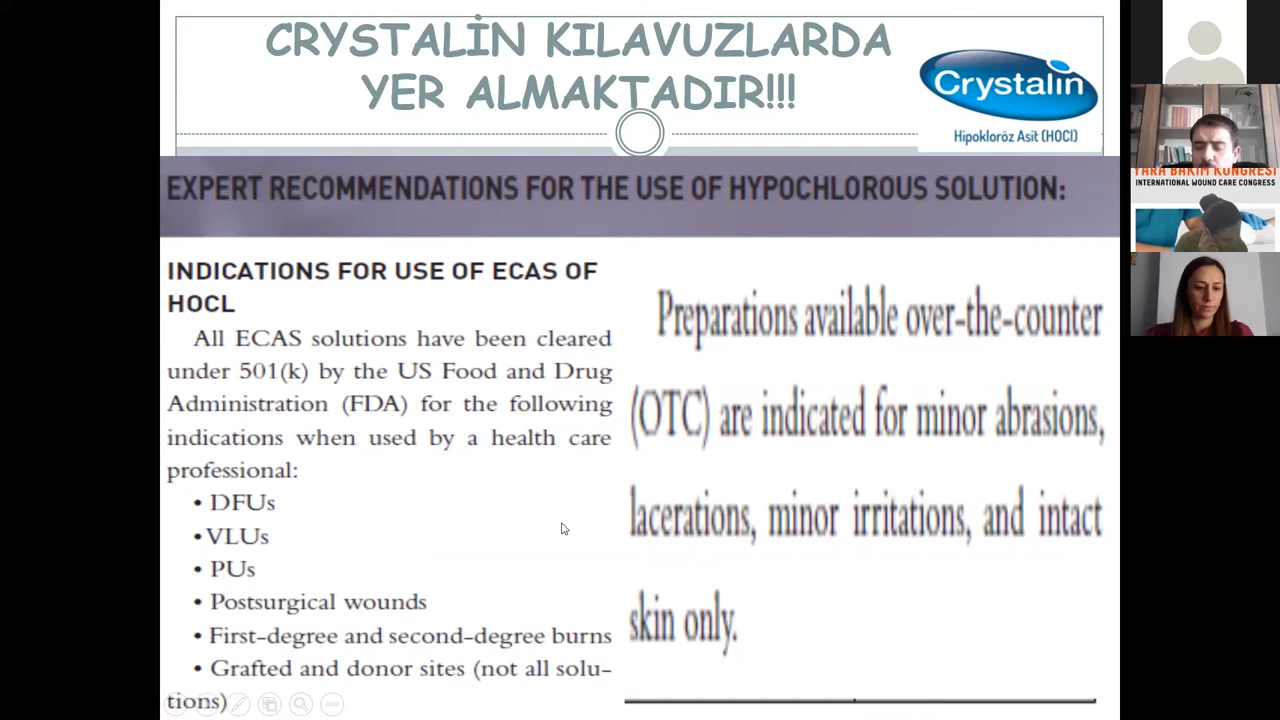 CRYSTALİN KILAVUZLARDA
YER ALMAKTADIR!!!
Crystalin
Hipokloröz Asit (HOCl)
EXPERT RECOMMENDATIONS FOR THE USE OF HYPOCHLOROUS SOLUTION:
INDICATIONS FOR USE OF ECAS OF
HOCL
All ECAS solutions have been cleared
under 501(k) by the US Food and Drug
Administration (FDA) for the following
indications when used by a health care
professional:
• DFUs
• VLUs
• PUs
• Postsurgical wounds
• First-degree and second-degree burns
• Grafted and donor sites (not all solu-
tions)
Preparations available over-the-counter
(OTC) are indicated for minor abrasions,
lacerations, minor irritations, and intact
skin only.
YARA BAKIM KONGRESİ
INTERNATIONAL WOUND CARE CONGRESS